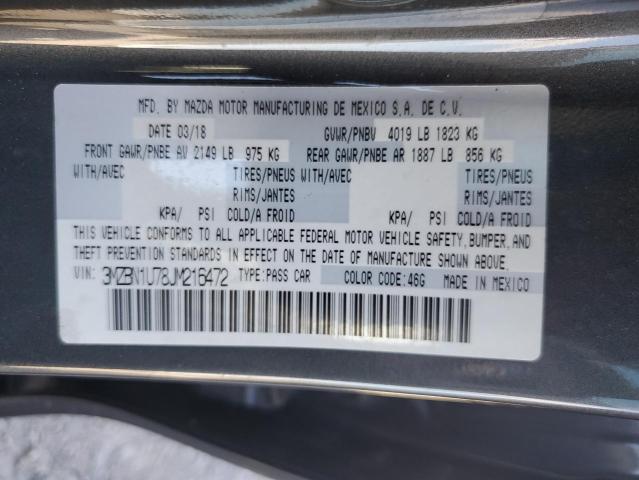 MFD. BY MAZDA MOTOR MANUFACTURING DE MEXICO S.A. DE C.V.
DATE 03/18 GVWR/PNBV 4019 LB 1823 KG
FRONT GAWR/PNBE AV 2149 LB 975 KG REAR GAWR/PNBE AR 1887 LB 856 KG
WITH/AVEC TIRES/PNEUS WITH/AVEC TIRES/PNEUS
RIMS/JANTES RIMS/JANTES
KPA/ PSI COLD/A FROID KPA/ PSI COLD/A FROID
THIS VEHICLE CONFORMS TO ALL APPLICABLE FEDERAL MOTOR VEHICLE SAFETY, BUMPER, AND
THEFT PREVENTION STANDARDS IN EFFECT ON THE DATE OF MANUFACTURE SHOWN ABOVE.
VIN: 3MZBN1U78JM216472 TYPE:PASS CAR COLOR CODE:46G MADE IN MEXICO